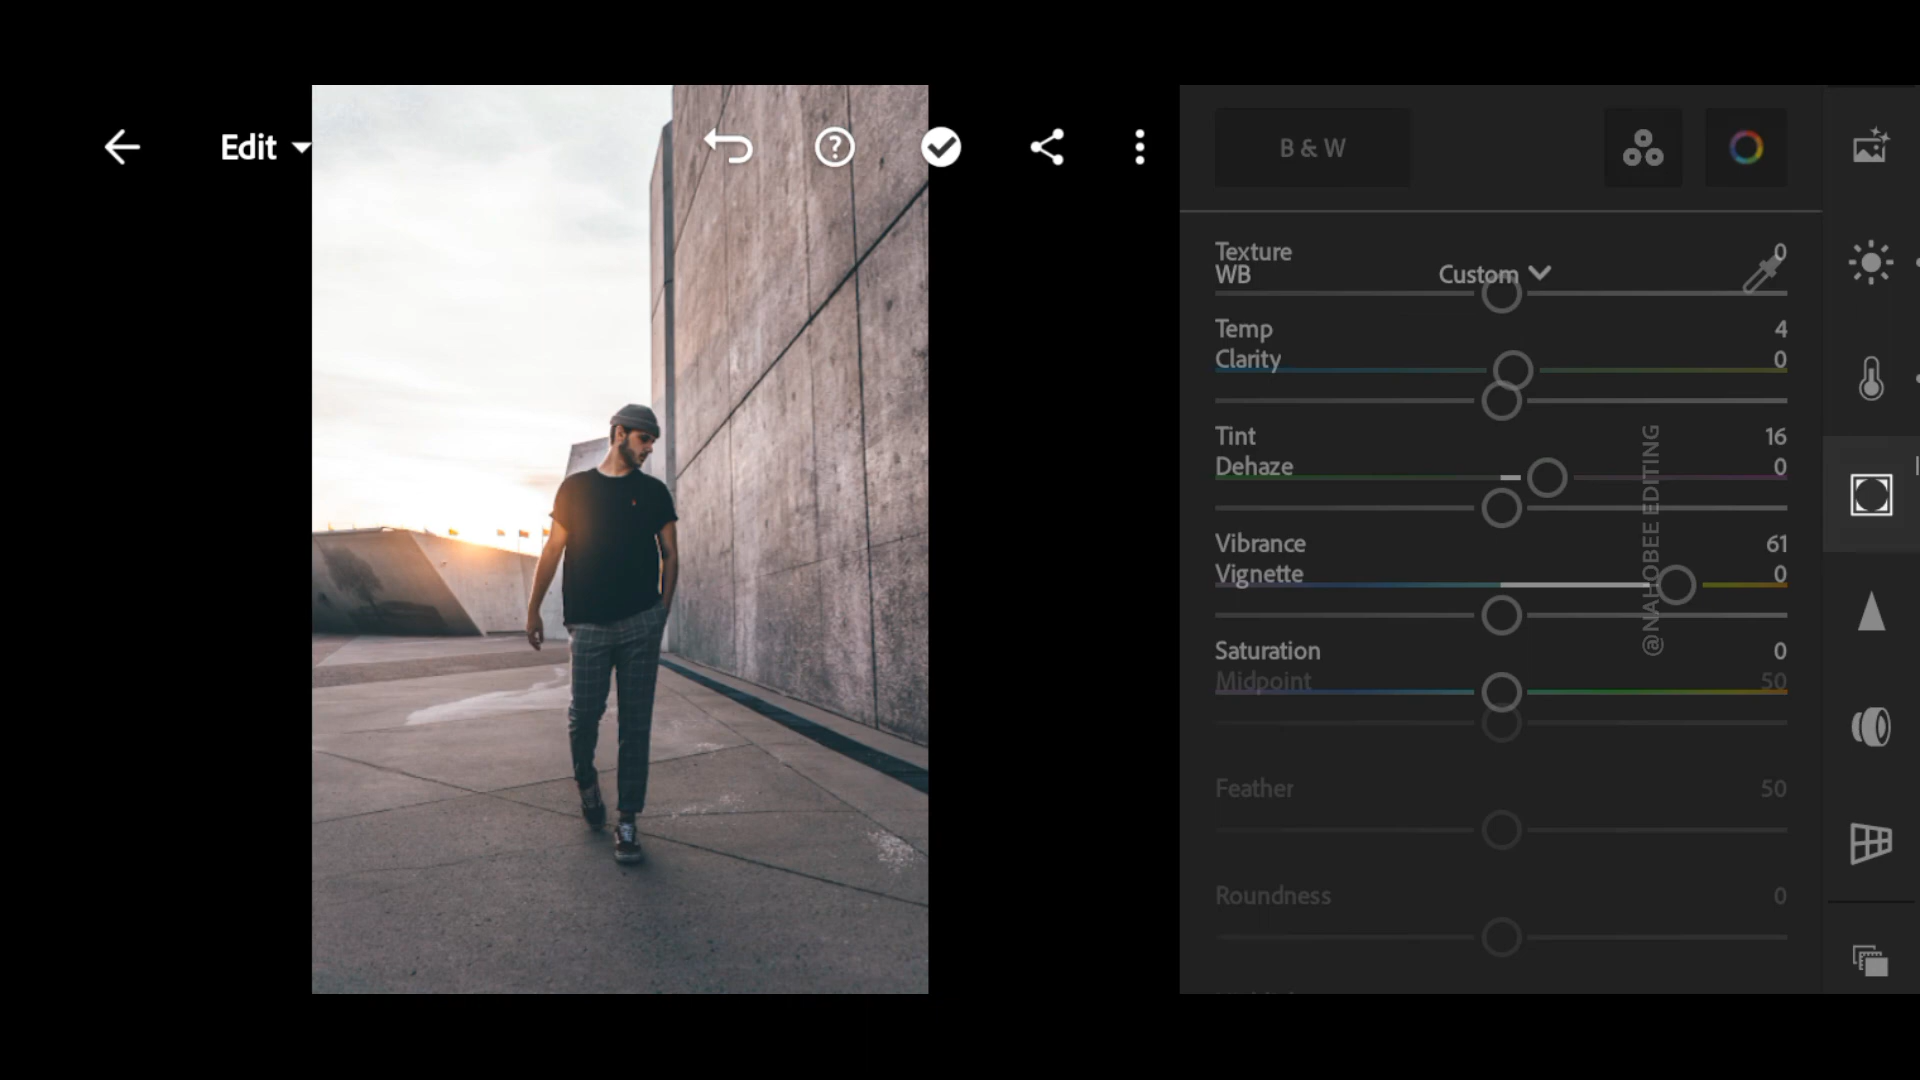 Edit
B & W
Texture 0
WB Custom
Temp 4
Clarity 0
Tint 16
Dehaze 0
Vibrance 61
Vignette 0
Saturation 0
Midpoint 50
Feather 50
Roundness 0
@NAHOBEE EDITING